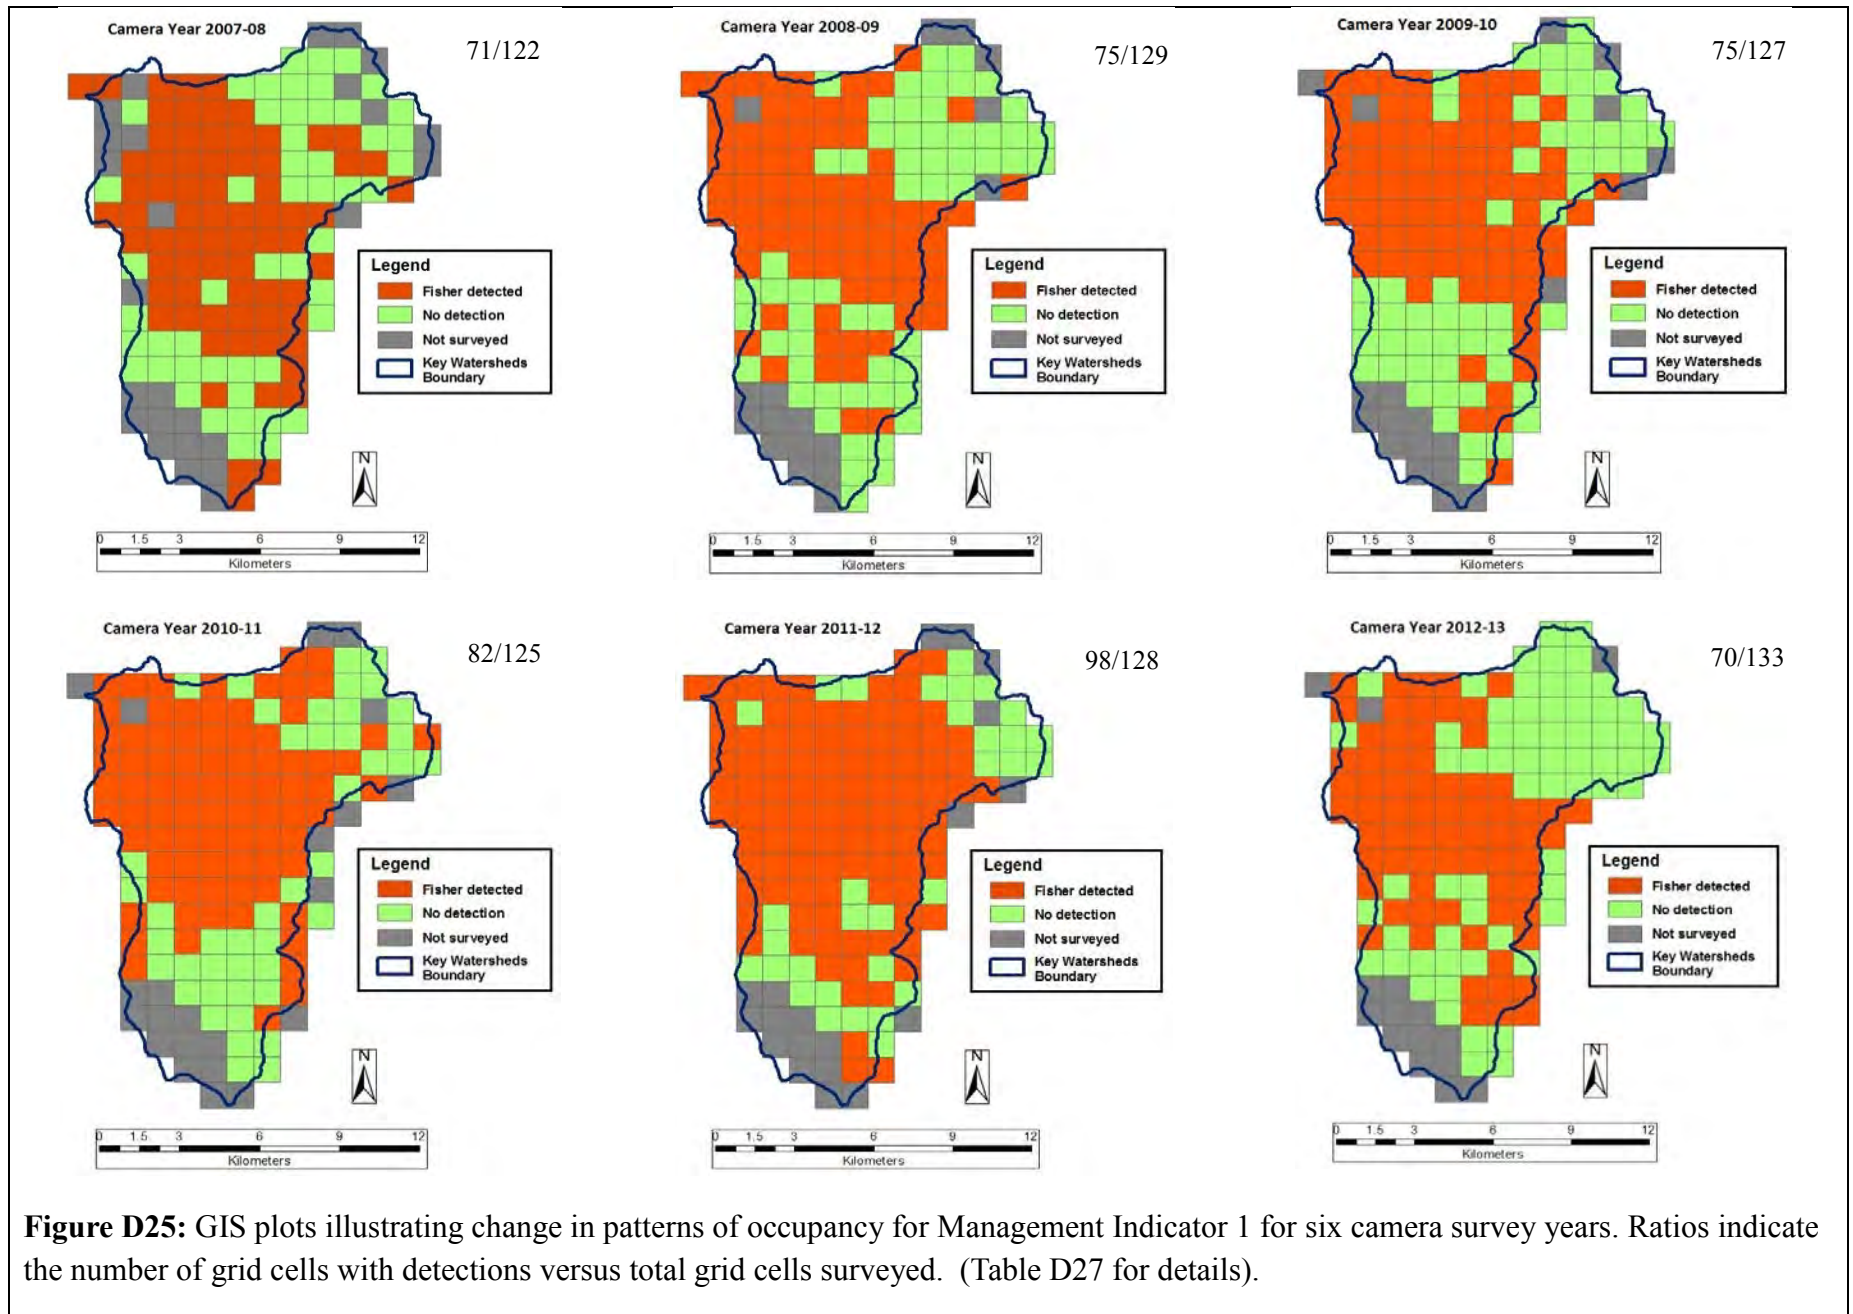 Camera Year 2007-08
71/122
Legend
Fisher detected
No detection
Not surveyed
Key Watersheds
Boundary
N
0 1.5 3 6 9 12
Kilometers
Camera Year 2008-09
75/129
Legend
Fisher detected
No detection
Not surveyed
Key Watersheds
Boundary
N
0 1.5 3 6 9 12
Kilometers
Camera Year 2009-10
75/127
Legend
Fisher detected
No detection
Not surveyed
Key Watersheds
Boundary
N
0 1.5 3 6 9 12
Kilometers
Camera Year 2010-11
82/125
Legend
Fisher detected
No detection
Not surveyed
Key Watersheds
Boundary
N
0 1.5 3 6 9 12
Kilometers
Camera Year 2011-12
98/128
Legend
Fisher detected
No detection
Not surveyed
Key Watersheds
Boundary
N
0 1.5 3 6 9 12
Kilometers
Camera Year 2012-13
70/133
Legend
Fisher detected
No detection
Not surveyed
Key Watersheds
Boundary
N
0 1.5 3 6 9 12
Kilometers
Figure D25: GIS plots illustrating change in patterns of occupancy for Management Indicator 1 for six camera survey years. Ratios indicate
the number of grid cells with detections versus total grid cells surveyed. (Table D27 for details).